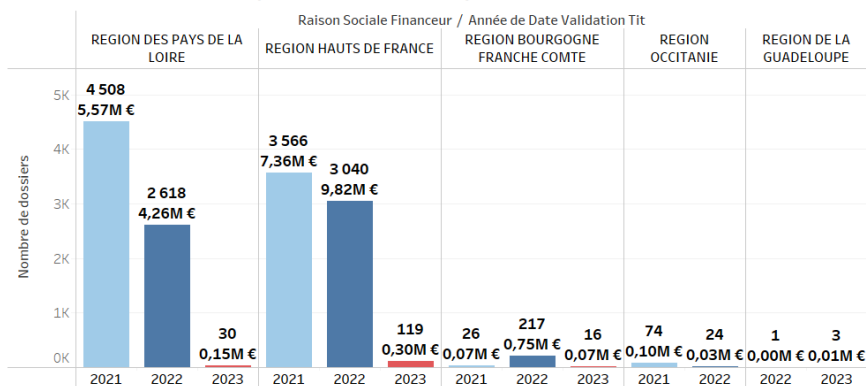 Raison Sociale Financeur / Année de Date Validation Tit
REGION DES PAYS DE LA
LOIRE
REGION HAUTS DE FRANCE
REGION BOURGOGNE
FRANCHE COMTE
REGION
OCCITANIE
REGION DE LA
GUADELOUPE
Nombre de dossiers
5K
4K
3K
2K
1K
0K
4 508
5,57M €
2 618
4,26M €
30
0,15M €
3 566
7,36M €
3 040
9,82M €
119
0,30M €
26
0,07M €
217
0,75M €
16
0,07M €
74
0,10M €
24
0,03M €
1
0,00M €
3
0,01M €
2021 2022 2023 2021 2022 2023 2021 2022 2023 2021 2022 2022 2023